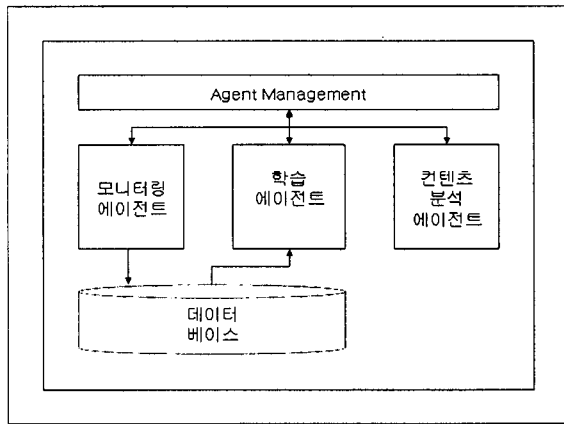 Agent Management
모니터링
에이전트
학습
에이전트
컨텐츠
분석
에이전트
데이터
베이스